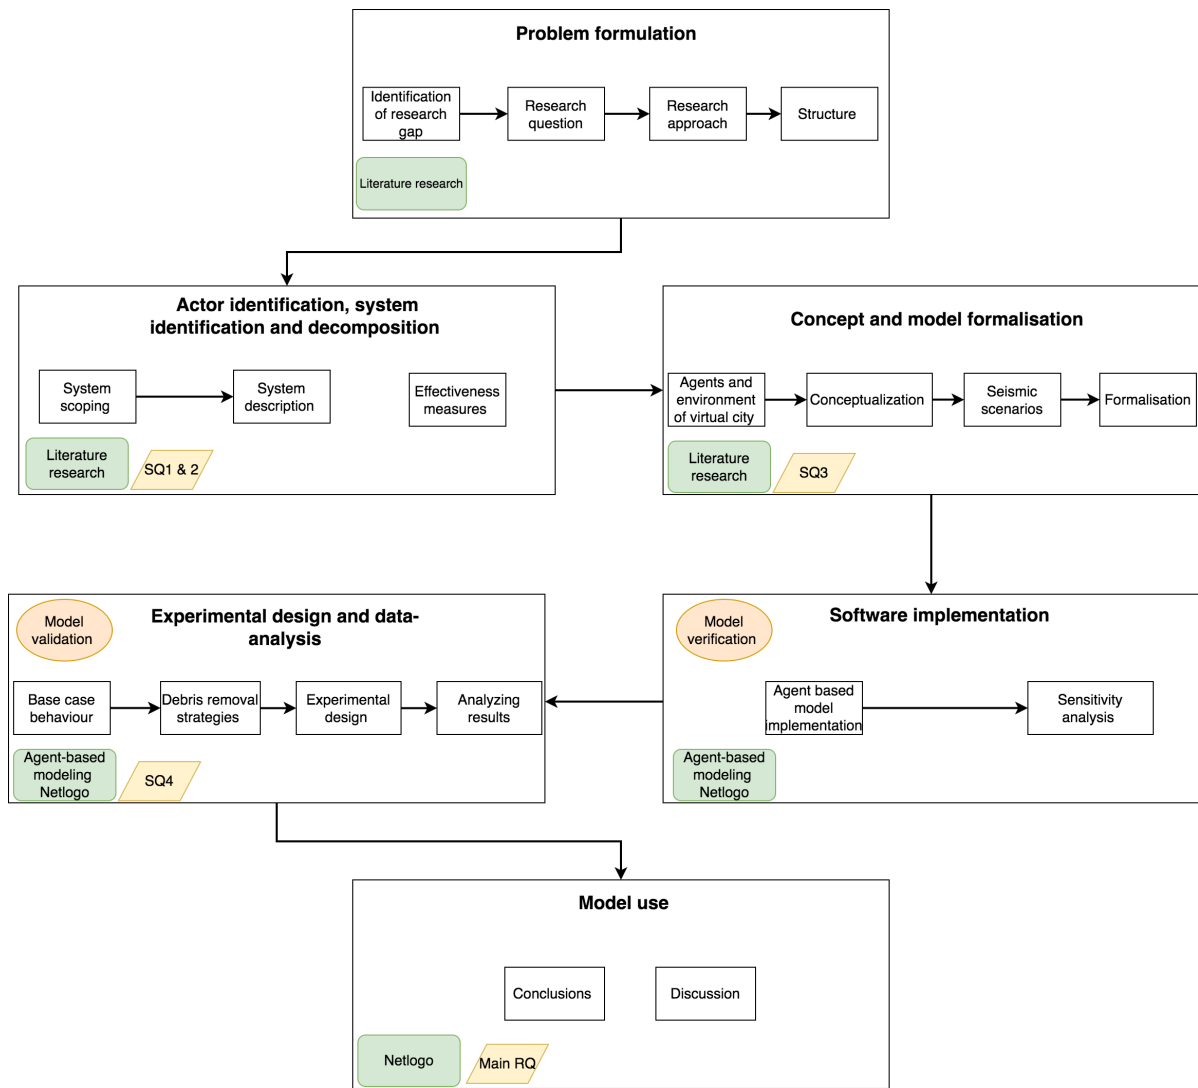 Problem formulation
Identification
of research
gap
Research
question
Research
approach
Structure
Literature research
Actor identification, system
identification and decomposition
System
scoping
System
description
Effectiveness
measures
Literature
research
SQ1 & 2
Concept and model formalisation
Agents and
environment
of virtual city
Conceptualization
Seismic
scenarios
Formalisation
Literature
research
SQ3
Experimental design and data-
analysis
Model
validation
Base case
behaviour
Debris removal
strategies
Experimental
design
Analyzing
results
Agent-based
modeling
Netlogo
SQ4
Software implementation
Model
verification
Agent based
model
implementation
Sensitivity
analysis
Agent-based
modeling
Netlogo
Model use
Conclusions
Discussion
Netlogo
Main RQ